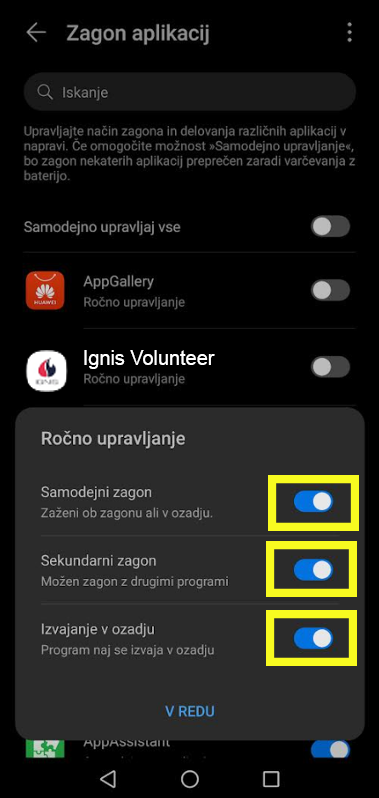 Zagon aplikacij
Iskanje
Upravljajte način zagona in delovanja različnih aplikacij v
napravi. Če omogočite možnost »Samodejno upravljanje«,
bo zagon nekaterih aplikacij preprečen zaradi varčevanja z
baterijo.
Samodejno upravljaj vse
AppGallery
HUAWEI
Ročno upravljanje
Ignis Volunteer
IGNIS
Ročno upravljanje
Ročno upravljanje
Samodejni zagon
Zaženi ob zagonu ali v ozadju.
Sekundarni zagon
Možen zagon z drugimi programi
Izvajanje v ozadju
Program naj se izvaja v ozadju
V REDU
AppAssistant